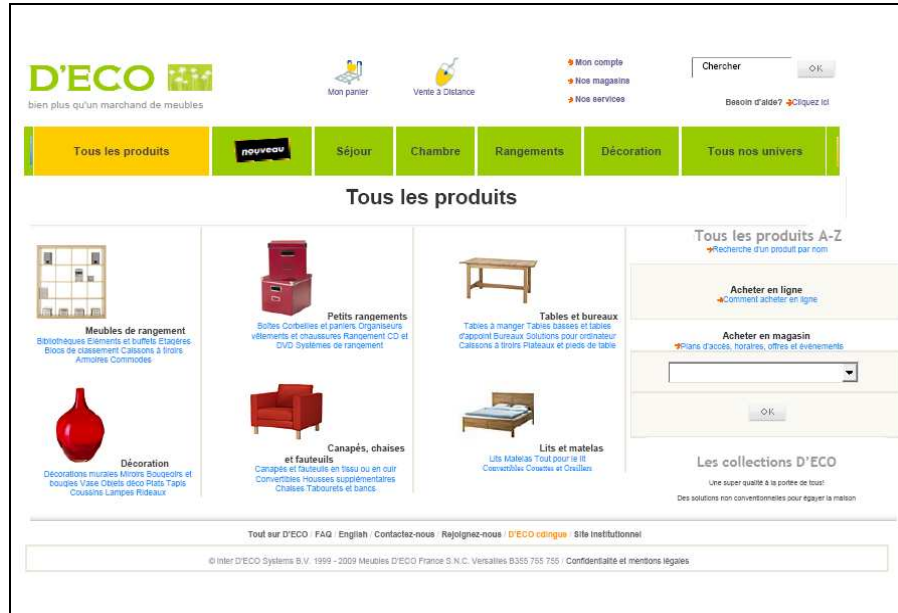 D'ECO
bien plus qu'un marchand de meubles
Mon panier
Vente à Distance
Mon compte
Nos magasins
Nos services
Chercher
OK
Besoin d'aide? Cliquez ici
Tous les produits
nouveau
Séjour
Chambre
Rangements
Décoration
Tous nos univers
Tous les produits
Meubles de rangement
Bibliothèques Eléments et buffets Etagères
Blocs de classement Caissons à tiroirs
Armoires Commodes
Petits rangements
Boîtes Corbeilles et paniers Organiseurs
vêtements et chaussures Rangement CD et
DVD Systèmes de rangement
Tables et bureaux
Tables à manger Tables basses et tables
d'appoint Bureaux Solutions pour ordinateur
Caissons à tiroirs Plateaux et pieds de table
Décoration
Décorations murales Miroirs Bougeoirs et
bougies Vase Objets déco Plats Tapis
Coussins Lampes Rideaux
Canapés, chaises
et fauteuils
Canapés et fauteuils en tissu ou en cuir
Convertibles Housses supplémentaires
Chaises Tabourets et bancs
Lits et matelas
Lits Matelas Tout pour le lit
Convertibles Couettes et Oreillers
Tous les produits A-Z
Recherche d'un produit par nom
Acheter en ligne
Comment acheter en ligne
Acheter en magasin
Plans d'accès, horaires, offres et événements
OK
Les collections D'ECO
Une super qualité à la portée de tous!
Des solutions non conventionnelles pour égayer la maison
Tout sur D'ECO / FAQ / English / Contactez-nous / Rejoignez-nous / D'ECO cdingus / Site institutionnel
© Inter D'ECO Systems B.V. 1999 - 2009 Meubles D'ECO France S.N.C. Versailles B355 755 755 / Confidentialité et mentions légales